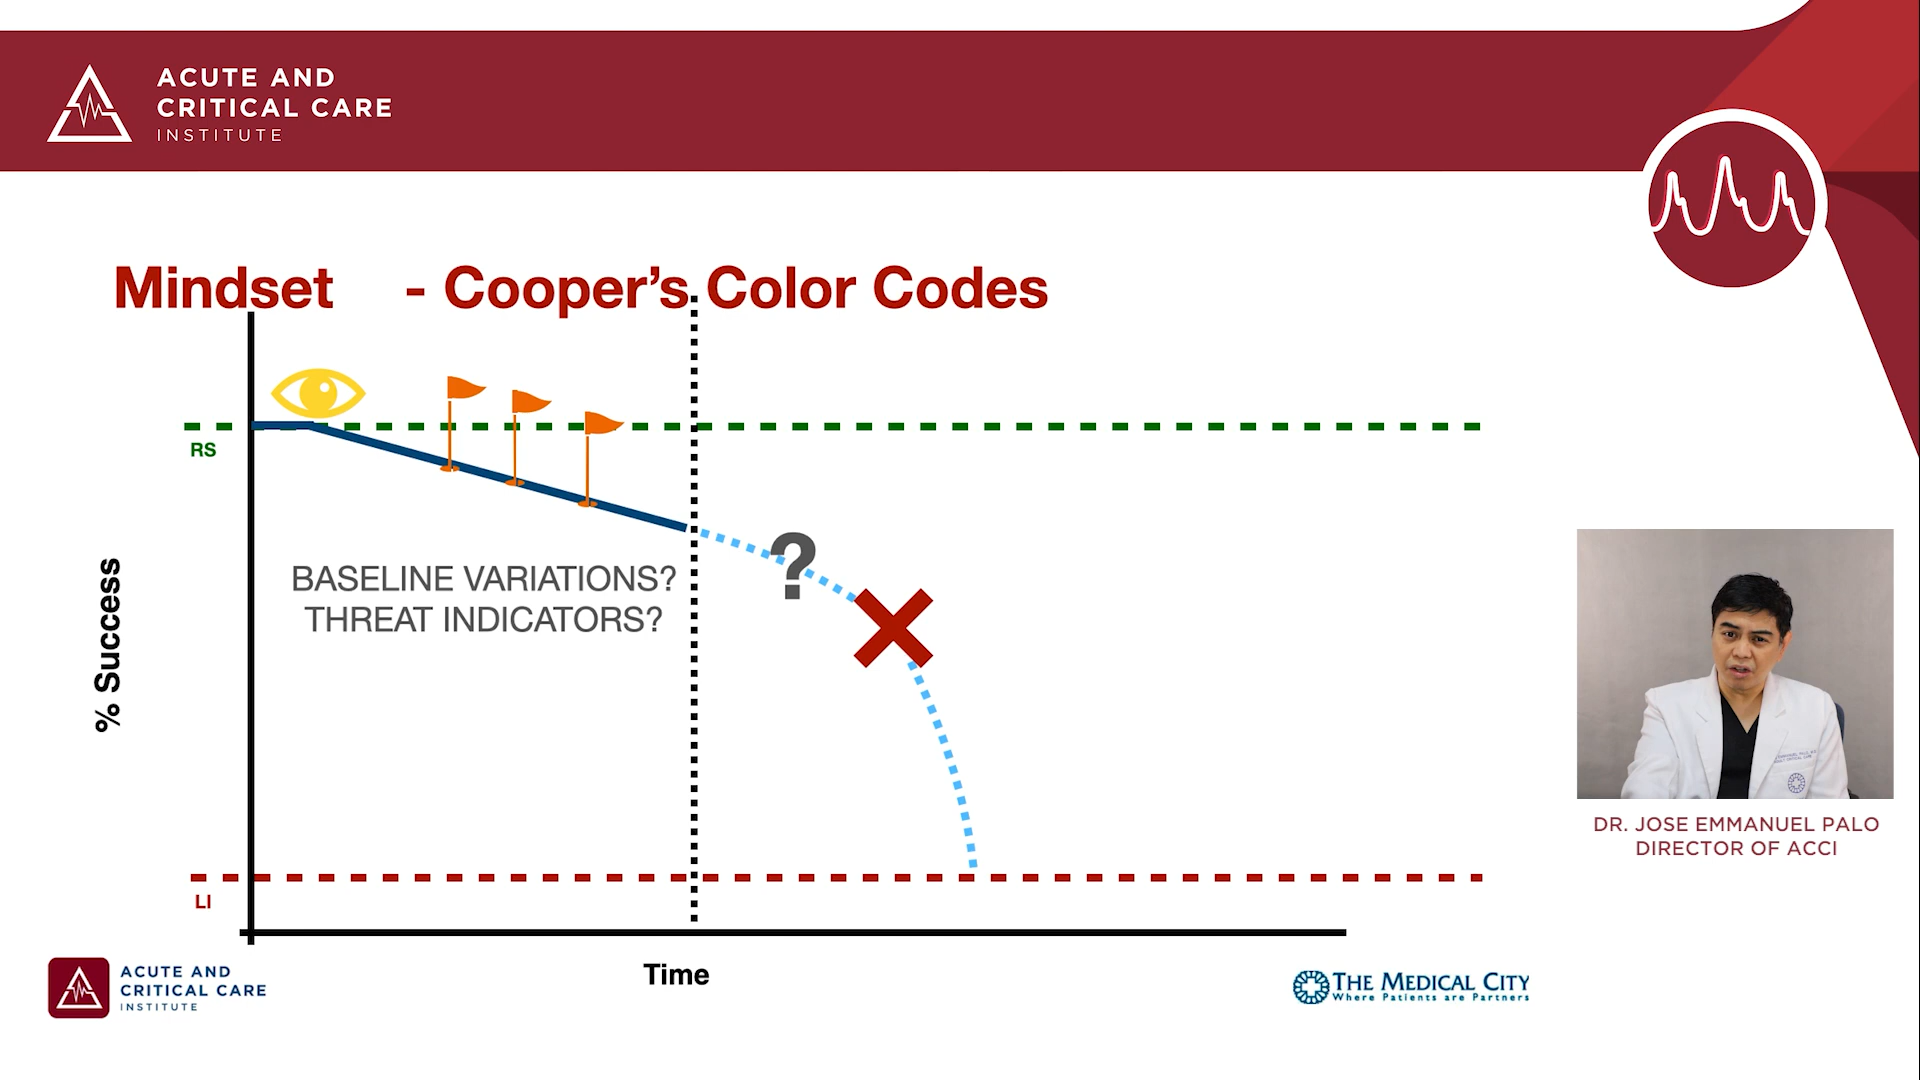 ACUTE AND
CRITICAL CARE
INSTITUTE
Mindset - Cooper's Color Codes
RS
BASELINE VARIATIONS?
THREAT INDICATORS?
?
% Success
LI
Time
ACUTE AND
CRITICAL CARE
INSTITUTE
THE MEDICAL CITY
Where Patients are Partners
DR. JOSE EMMANUEL PALO
DIRECTOR OF ACCI